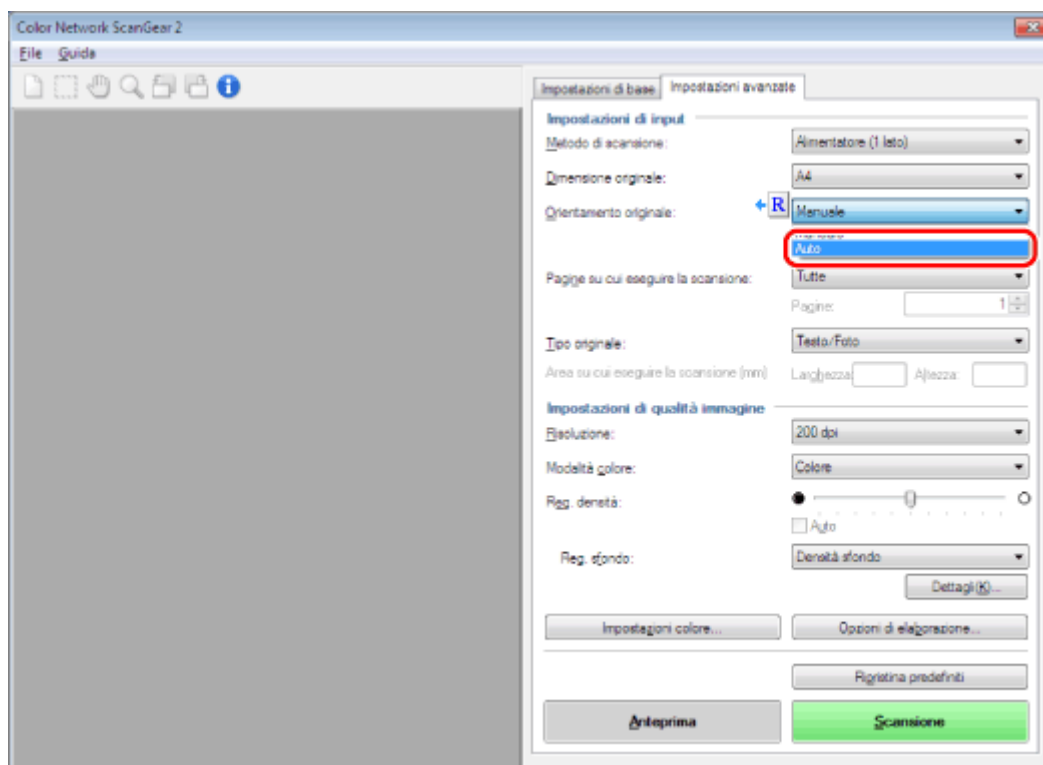 Color Network ScanGear 2
File Guida
Impostazioni di base Impostazioni avanzate
Impostazioni di input
Metodo di scansione: Alimentatore (1 lato)
Dimensione originale: A4
Orientamento originale: R Manuale
Auto
Pagine su cui eseguire la scansione: Tutte
Pagine: 1
Tipo originale: Testo/Foto
Area su cui eseguire la scansione (mm) Larghezza: Altezza:
Impostazioni di qualità immagine
Risoluzione: 200 dpi
Modalità colore: Colore
Reg. densità:
Auto
Reg. sfondo: Densità sfondo
Dettagli(K)...
Impostazioni colore... Opzioni di elaborazione...
Ripristina predefiniti
Anteprima Scansione